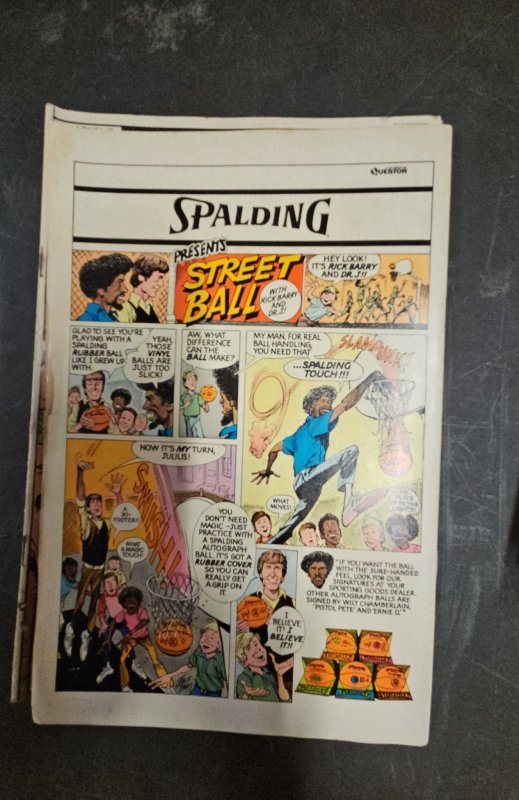 QUESTOR
SPALDING
PRESENTS
STREET
BALL
WITH
RICK BARRY
AND
DR. J!!
HEY LOOK!
IT'S RICK BARRY
AND DR. J!!
GLAD TO SEE YOU'RE
PLAYING WITH A
SPALDING
RUBBER BALL
LIKE I GREW UP
WITH.
YEAH,
THOSE
VINYL
BALLS ARE
JUST TOO
SLICK!
AW, WHAT
DIFFERENCE
CAN THE
BALL MAKE?
MY MAN, FOR REAL
BALL HANDLING,
YOU NEED THAT
...SPALDING
TOUCH!!!
WHAT
MOVES!
LIGHTS!
NOW IT'S MY TURN,
JULIUS!
A
30-
FOOTER!!
WHAT
A MAGIC
TOUCH!
YOU
DON'T NEED
MAGIC -JUST
PRACTICE WITH
A SPALDING
AUTOGRAPH
BALL. IT'S GOT A
RUBBER COVER
SO YOU CAN
REALLY GET
A GRIP ON
IT.
I
BELIEVE
IT! I
BELIEVE
IT!!
"IF YOU WANT THE BALL
WITH THE SURE-HANDED
FEEL, LOOK FOR OUR
SIGNATURES AT YOUR
SPORTING GOODS DEALER.
OTHER AUTOGRAPH BALLS ARE
SIGNED BY WILT CHAMBERLAIN,
'PISTOL PETE' AND 'ERNIE D.'"